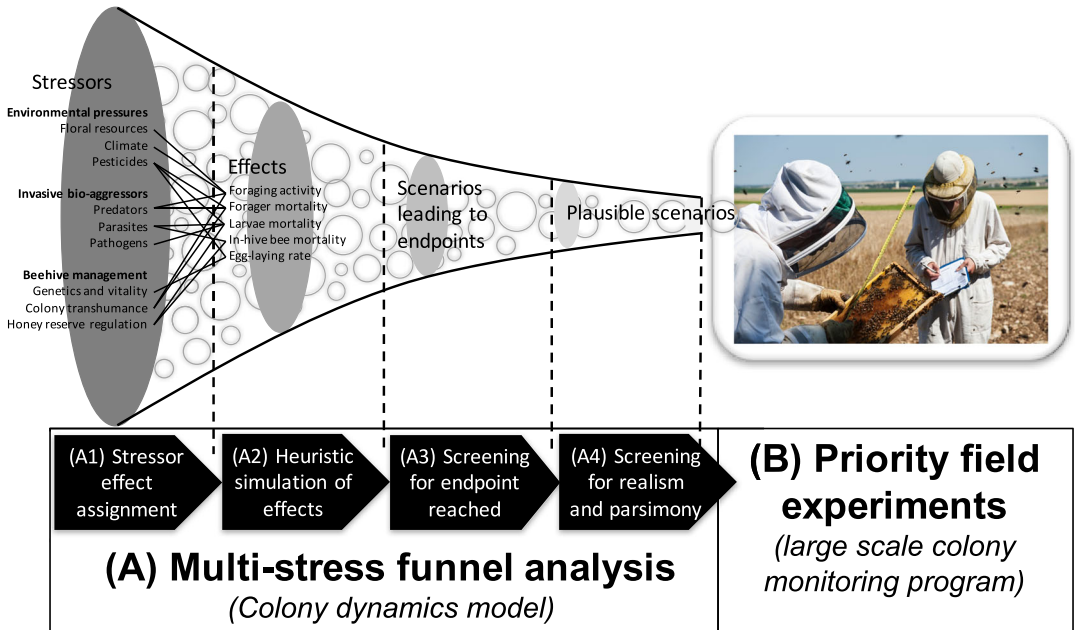 Stressors
Environmental pressures
Floral resources
Climate
Pesticides
Invasive bio-aggressors
Predators
Parasites
Pathogens
Beehive management
Genetics and vitality
Colony transhumance
Honey reserve regulation
Effects
Foraging activity
Forager mortality
Larvae mortality
In-hive bee mortality
Egg-laying rate
Scenarios
leading to
endpoints
Plausible scenarios
(A1) Stressor
effect
assignment
(A2) Heuristic
simulation of
effects
(A3) Screening
for endpoint
reached
(A4) Screening
for realism
and parsimony
(A) Multi-stress funnel analysis
(Colony dynamics model)
(B) Priority field
experiments
(large scale colony
monitoring program)